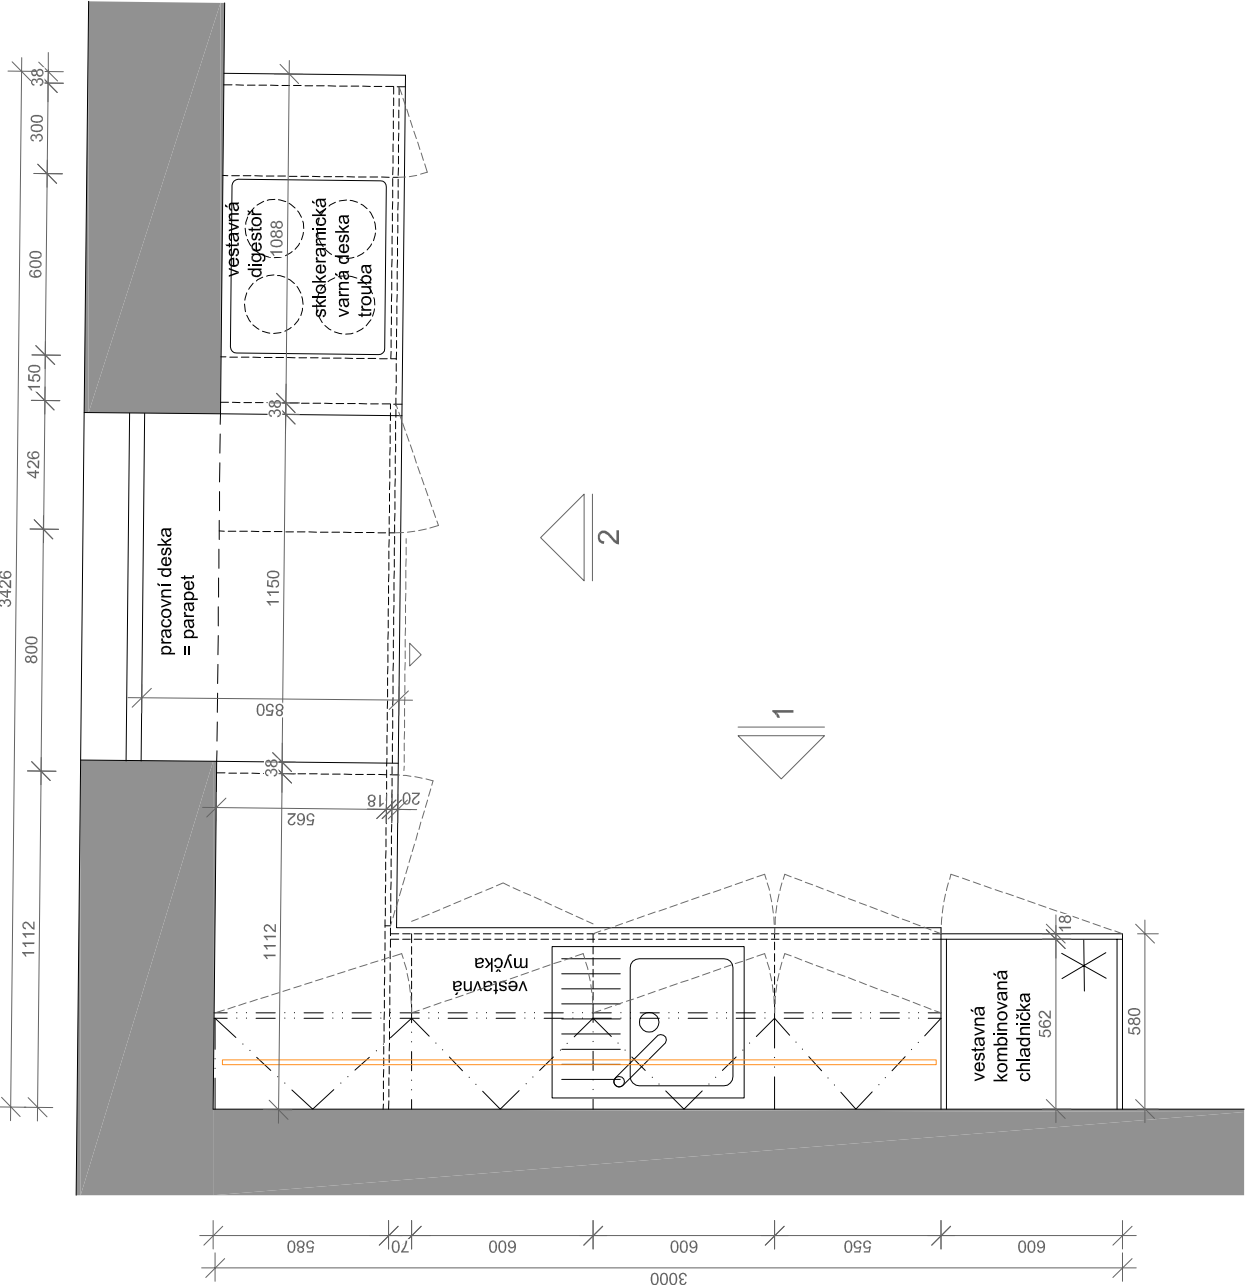 38
300
600
150
426
800
1112
3426
vestavná
digestoř
1088
sklokeramická
varná deska
trouba
38
pracovní deska
= parapet
1150
850
38
562
18
20
1112
2
1
vestavná
myčka
vestavná
kombinovaná
chladnička
18
562
580
580
70
600
600
550
600
3000